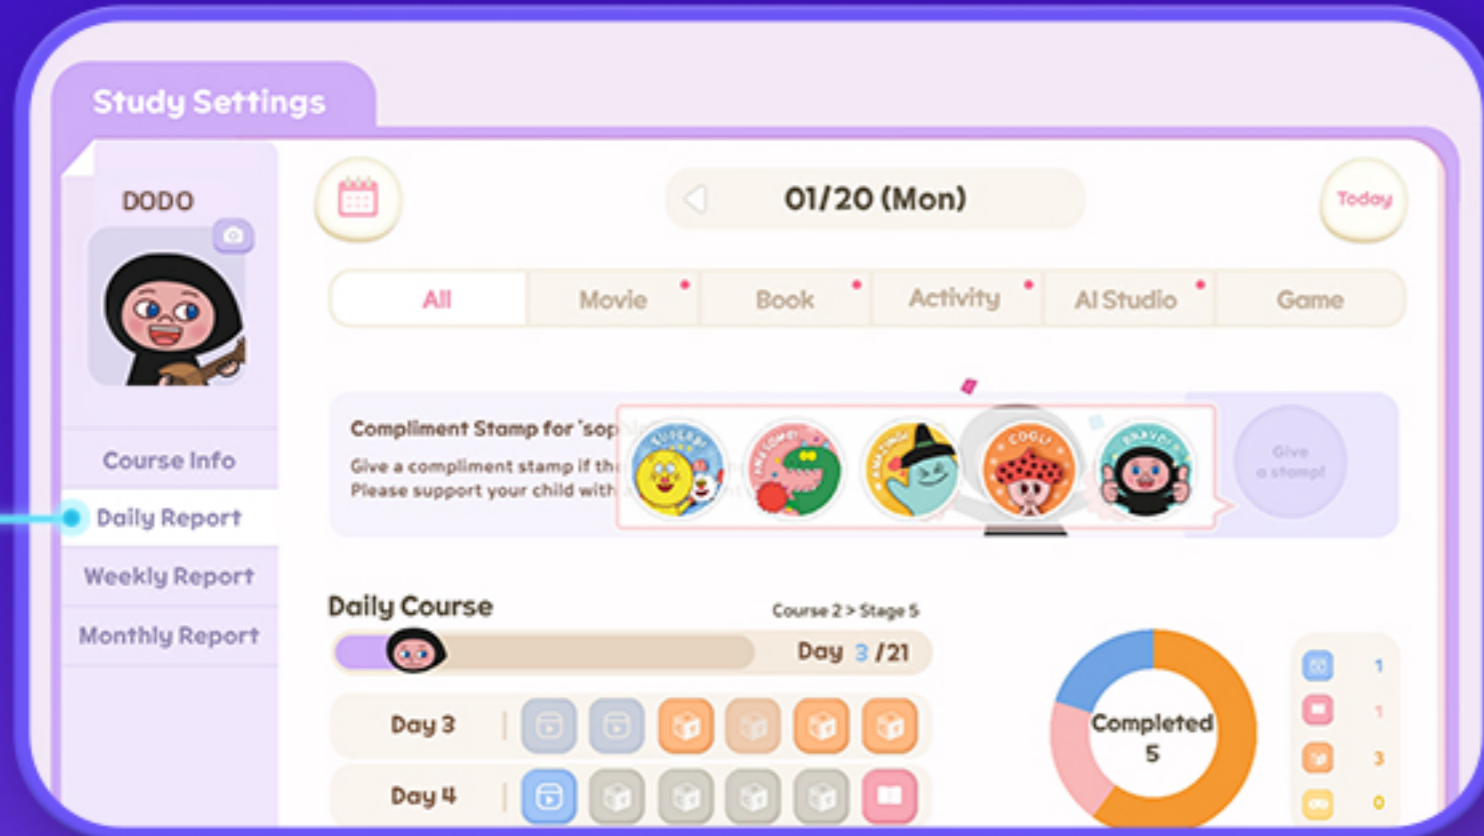 Study Settings
DODO
Course Info
Daily Report
Weekly Report
Monthly Report
01/20 (Mon)
Today
All
Movie
Book
Activity
AI Studio
Game
Compliment Stamp for 'sop
Give a compliment stamp if the
Please support your child with
SUPER!
AWESOME!
AMAZING!
COOL!
BRAVO!
Give
a stamp!
Daily Course
Course 2 > Stage 5
Day 3 /21
Day 3
Day 4
Completed
5
1
1
3
0